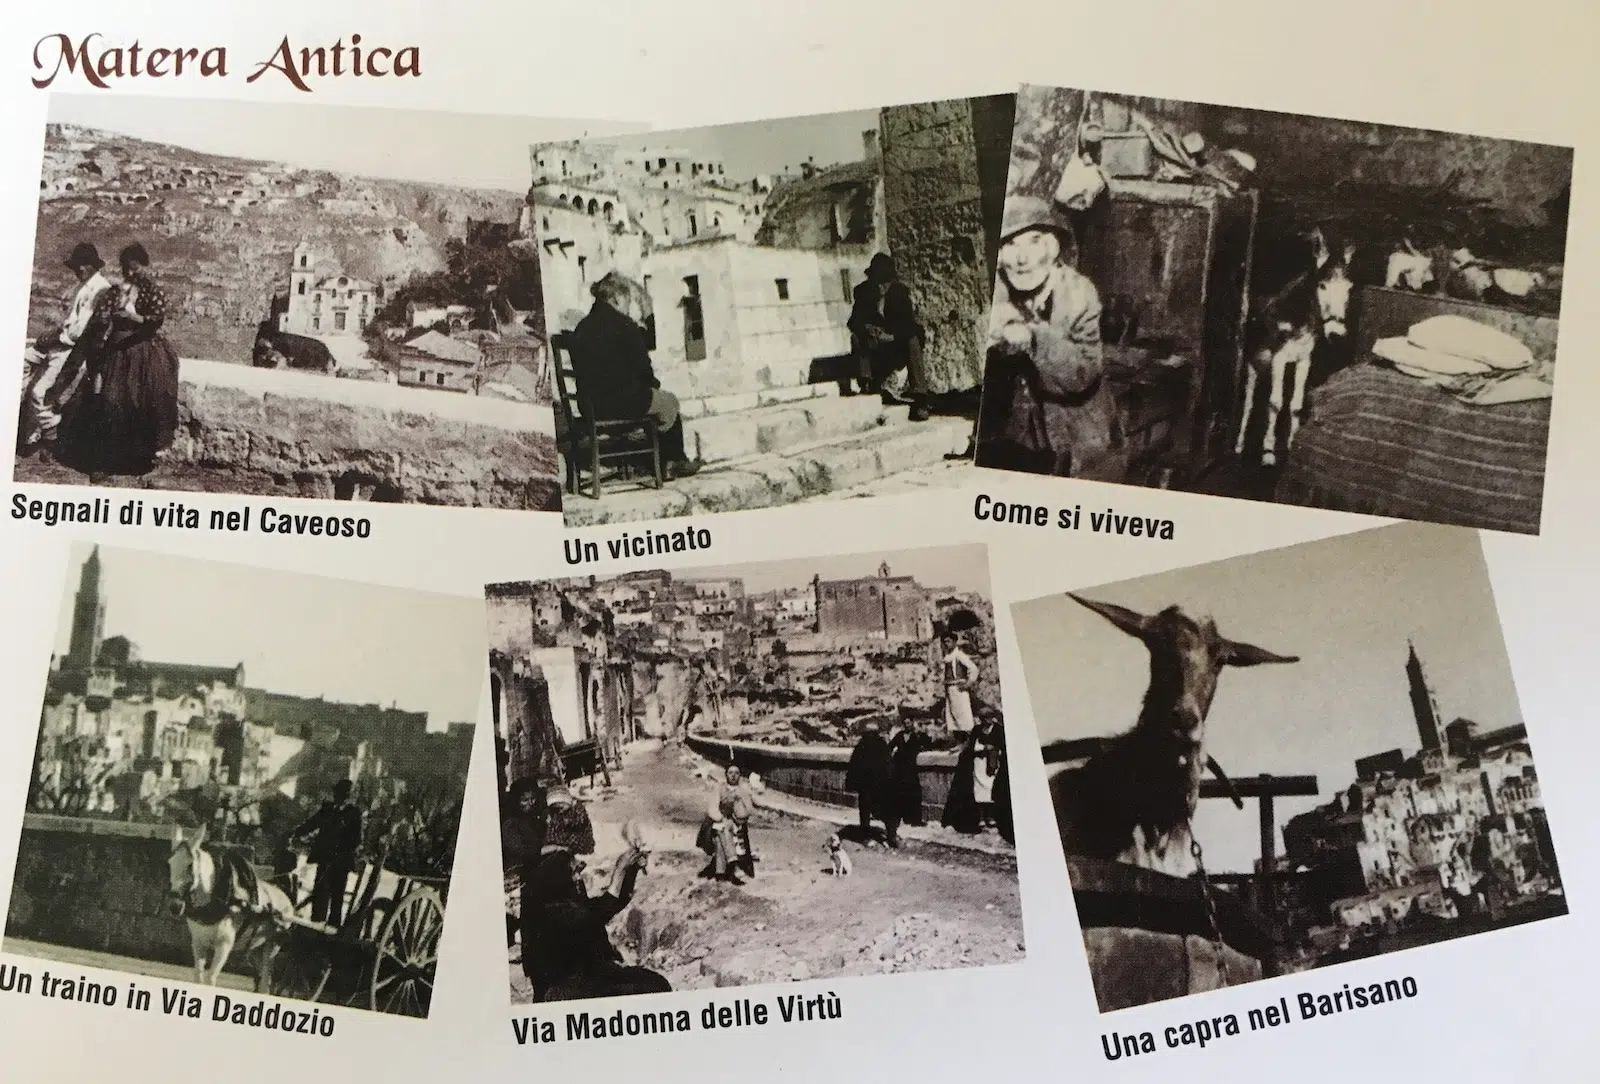 Matera Antica
Segnali di vita nel Caveoso
Un vicinato
Come si viveva
Un traino in Via Daddozio
Via Madonna delle Virtù
Una capra nel Barisano